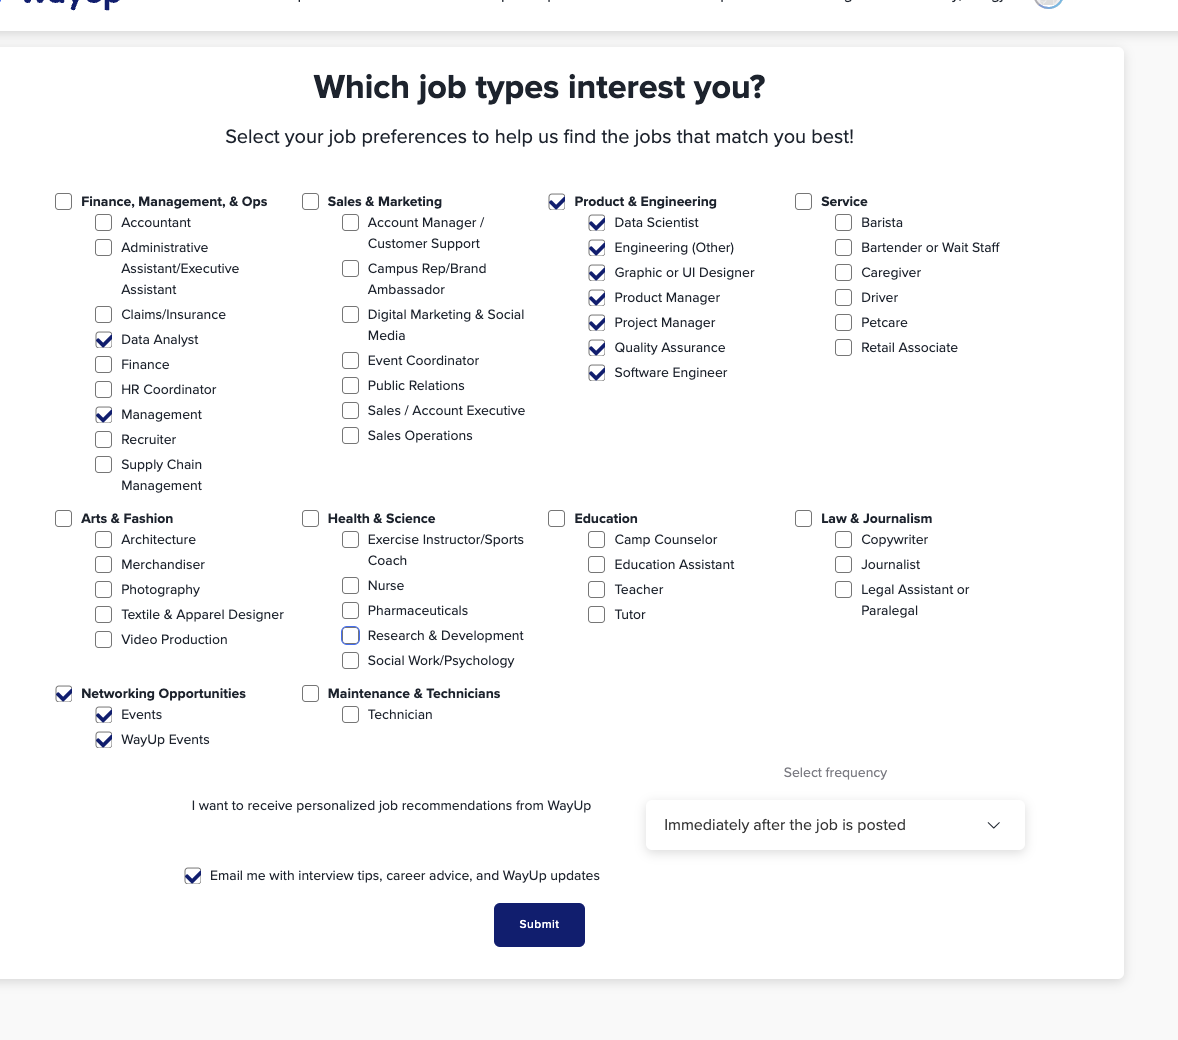 WayUp
Which job types interest you?
Select your job preferences to help us find the jobs that match you best!
Finance, Management, & Ops
Accountant
Administrative
Assistant/Executive
Assistant
Claims/Insurance
Data Analyst
Finance
HR Coordinator
Management
Recruiter
Supply Chain
Management
Sales & Marketing
Account Manager /
Customer Support
Campus Rep/Brand
Ambassador
Digital Marketing & Social
Media
Event Coordinator
Public Relations
Sales / Account Executive
Sales Operations
Product & Engineering
Data Scientist
Engineering (Other)
Graphic or UI Designer
Product Manager
Project Manager
Quality Assurance
Software Engineer
Service
Barista
Bartender or Wait Staff
Caregiver
Driver
Petcare
Retail Associate
Arts & Fashion
Architecture
Merchandiser
Photography
Textile & Apparel Designer
Video Production
Health & Science
Exercise Instructor/Sports
Coach
Nurse
Pharmaceuticals
Research & Development
Social Work/Psychology
Education
Camp Counselor
Education Assistant
Teacher
Tutor
Law & Journalism
Copywriter
Journalist
Legal Assistant or
Paralegal
Networking Opportunities
Events
WayUp Events
Maintenance & Technicians
Technician
Select frequency
I want to receive personalized job recommendations from WayUp
Immediately after the job is posted
Email me with interview tips, career advice, and WayUp updates
Submit